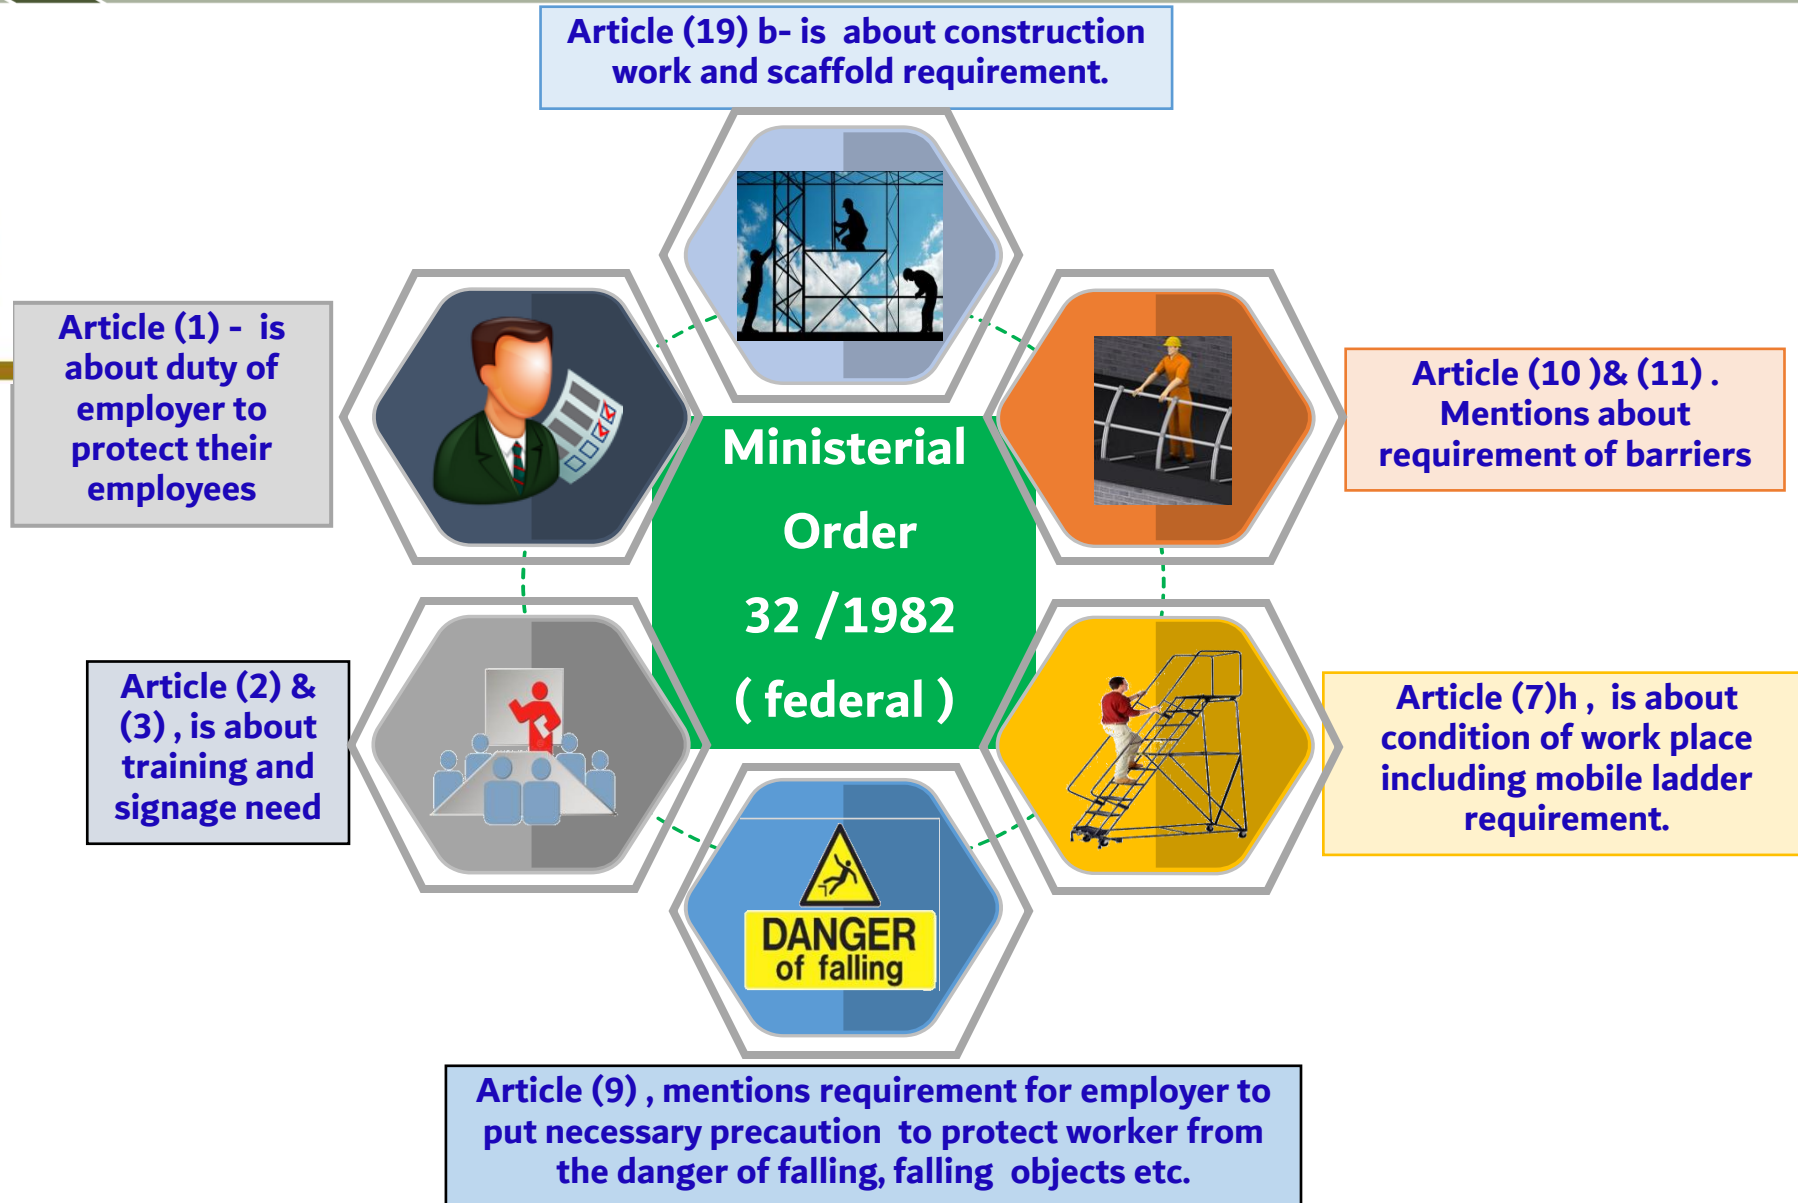 Article (19) b- is  about construction
work and scaffold requirement.
Article (1) -  is
about duty of
employer to
protect their
employees
Article (10 )& (11) .
Mentions about
requirement of barriers
Ministerial
Order
32 /1982
( federal )
Article (2) &
(3) , is about
training and
signage need
Article (7)h ,  is about
condition of work place
including mobile ladder
requirement.
DANGER
of falling
Article (9) , mentions requirement for employer to
put necessary precaution  to protect worker from
the danger of falling, falling  objects etc.